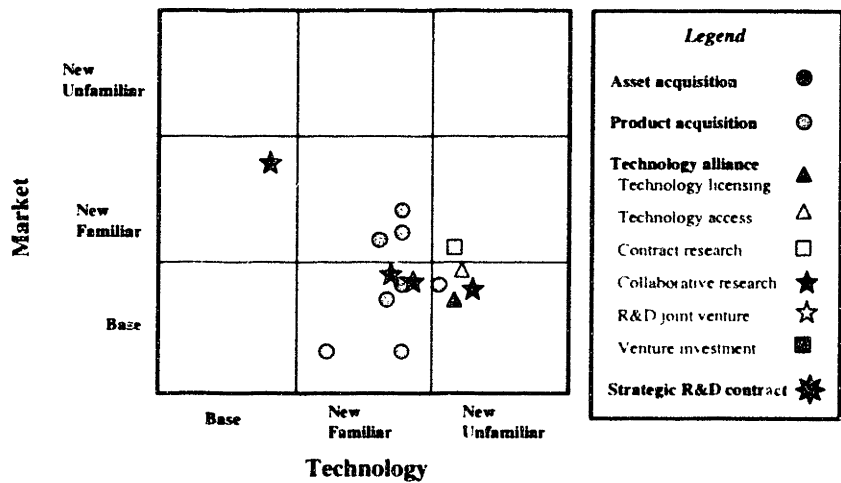 Market
New
Unfamiliar
New
Familiar
Base
Base
New
Familiar
New
Unfamiliar
Technology
Legend
Asset acquisition
Product acquisition
Technology alliance
Technology licensing
Technology access
Contract research
Collaborative research
R&D joint venture
Venture investment
Strategic R&D contract